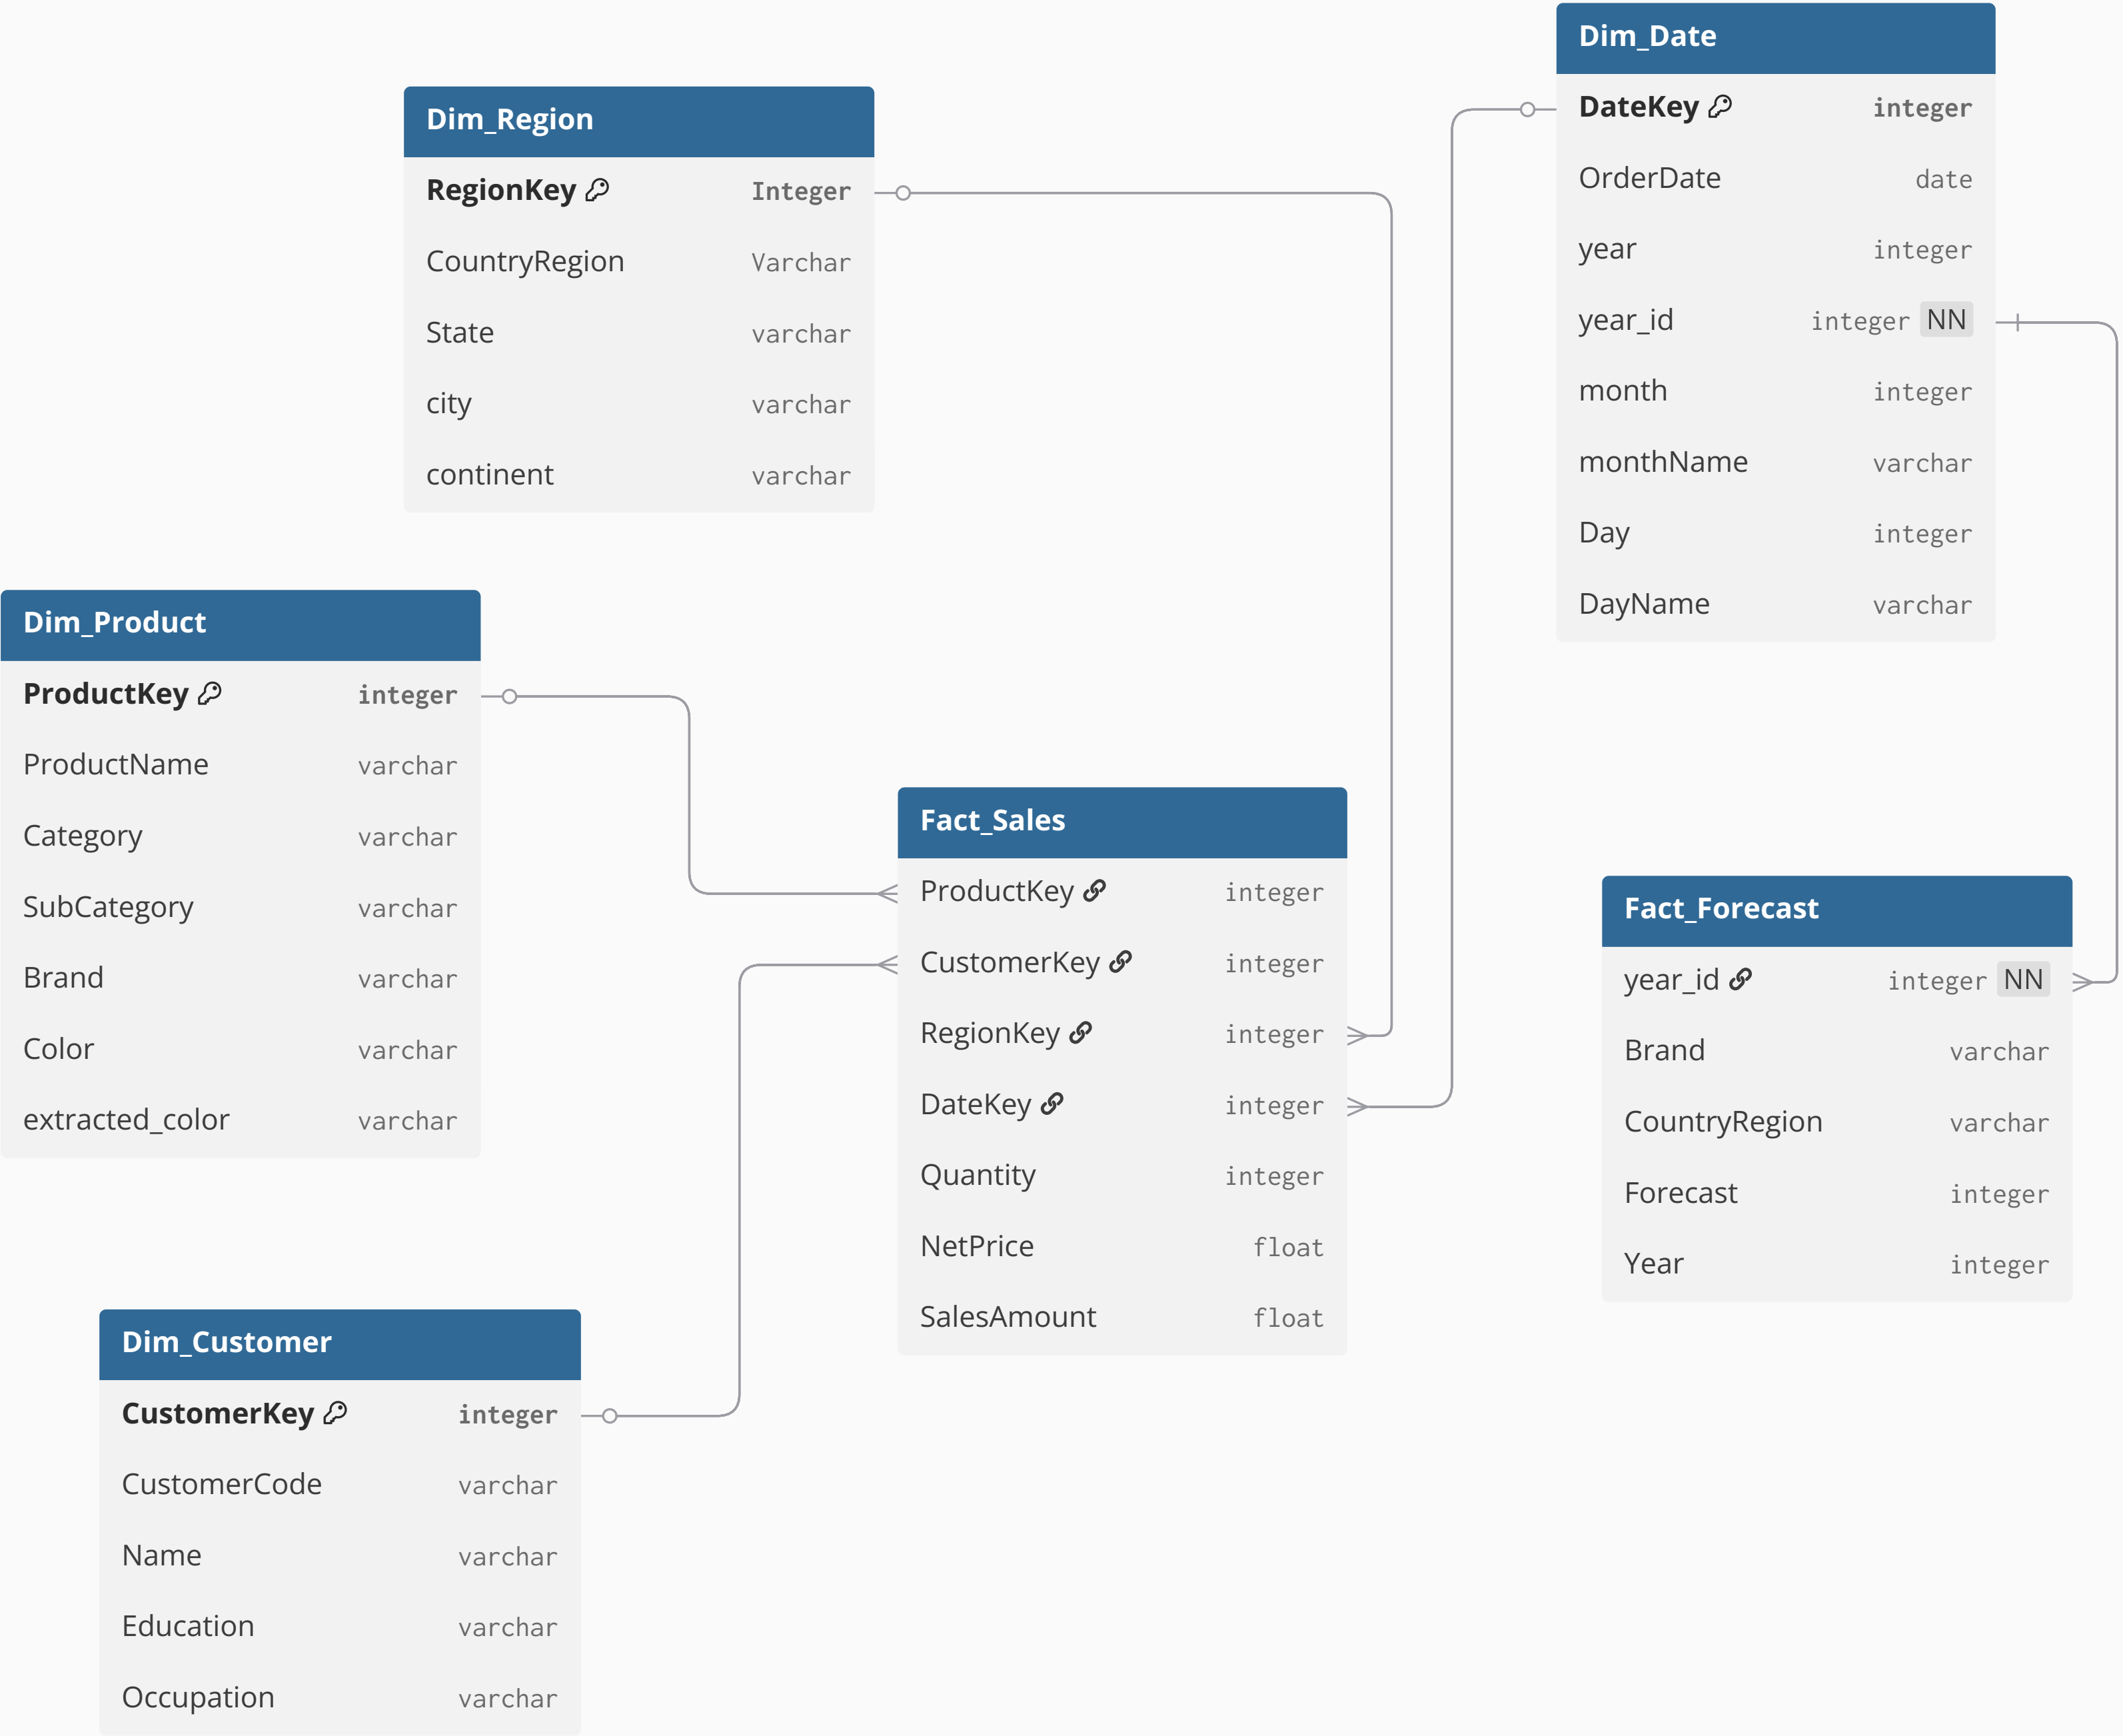 Dim_Region
RegionKey Integer
CountryRegion Varchar
State varchar
city varchar
continent varchar
Dim_Date
DateKey integer
OrderDate date
year integer
year_id integer NN
month integer
monthName varchar
Day integer
DayName varchar
Dim_Product
ProductKey integer
ProductName varchar
Category varchar
SubCategory varchar
Brand varchar
Color varchar
extracted_color varchar
Fact_Sales
ProductKey integer
CustomerKey integer
RegionKey integer
DateKey integer
Quantity integer
NetPrice float
SalesAmount float
Fact_Forecast
year_id integer NN
Brand varchar
CountryRegion varchar
Forecast integer
Year integer
Dim_Customer
CustomerKey integer
CustomerCode varchar
Name varchar
Education varchar
Occupation varchar